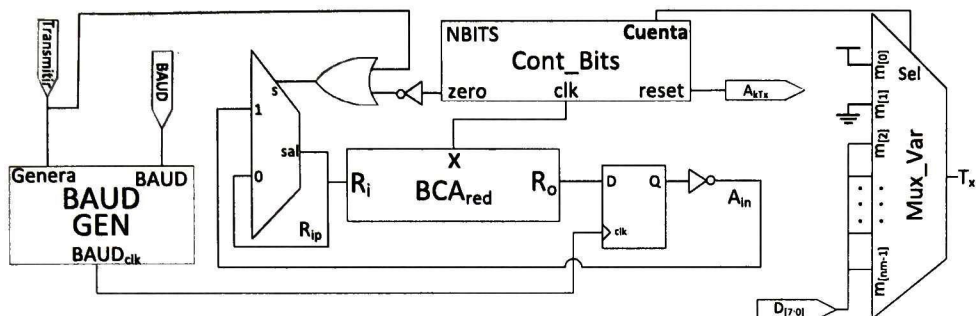 Transmitir
BAUD
Genera
BAUD
BAUD
GEN
BAUDclk
s
1
0
sal
Rip
NBITS
Cuenta
Cont_Bits
zero
clk
reset
AkTx
X
Ri
BCAred
Ro
D
Q
clk
Ain
m[0]
Sel
m[1]
m[2]
m[nm-1]
Mux_Var
Tx
D[7:0]